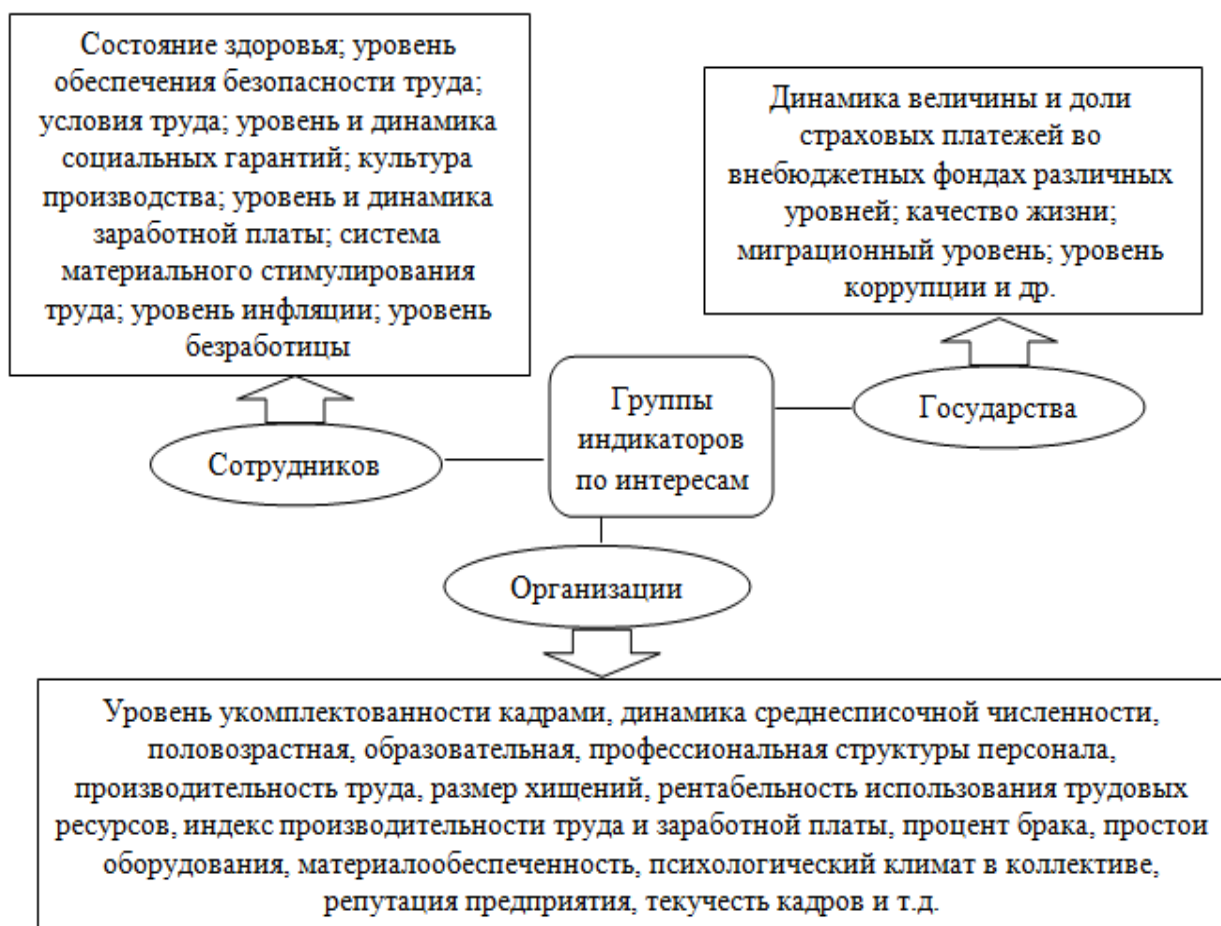 Состояние здоровья; уровень
обеспечения безопасности труда;
условия труда; уровень и динамика
социальных гарантий; культура
производства; уровень и динамика
заработной платы; система
материального стимулирования
труда; уровень инфляции; уровень
безработицы
Динамика величины и доли
страховых платежей во
внебюджетных фондах различных
уровней; качество жизни;
миграционный уровень; уровень
коррупции и др.
Группы
индикаторов
по интересам
Государства
Сотрудников
Организации
Уровень укомплектованности кадрами, динамика среднесписочной численности,
половозрастная, образовательная, профессиональная структуры персонала,
производительность труда, размер хищений, рентабельность использования трудовых
ресурсов, индекс производительности труда и заработной платы, процент брака, простои
оборудования, материалообеспеченность, психологический климат в коллективе,
репутация предприятия, текучесть кадров и т.д.